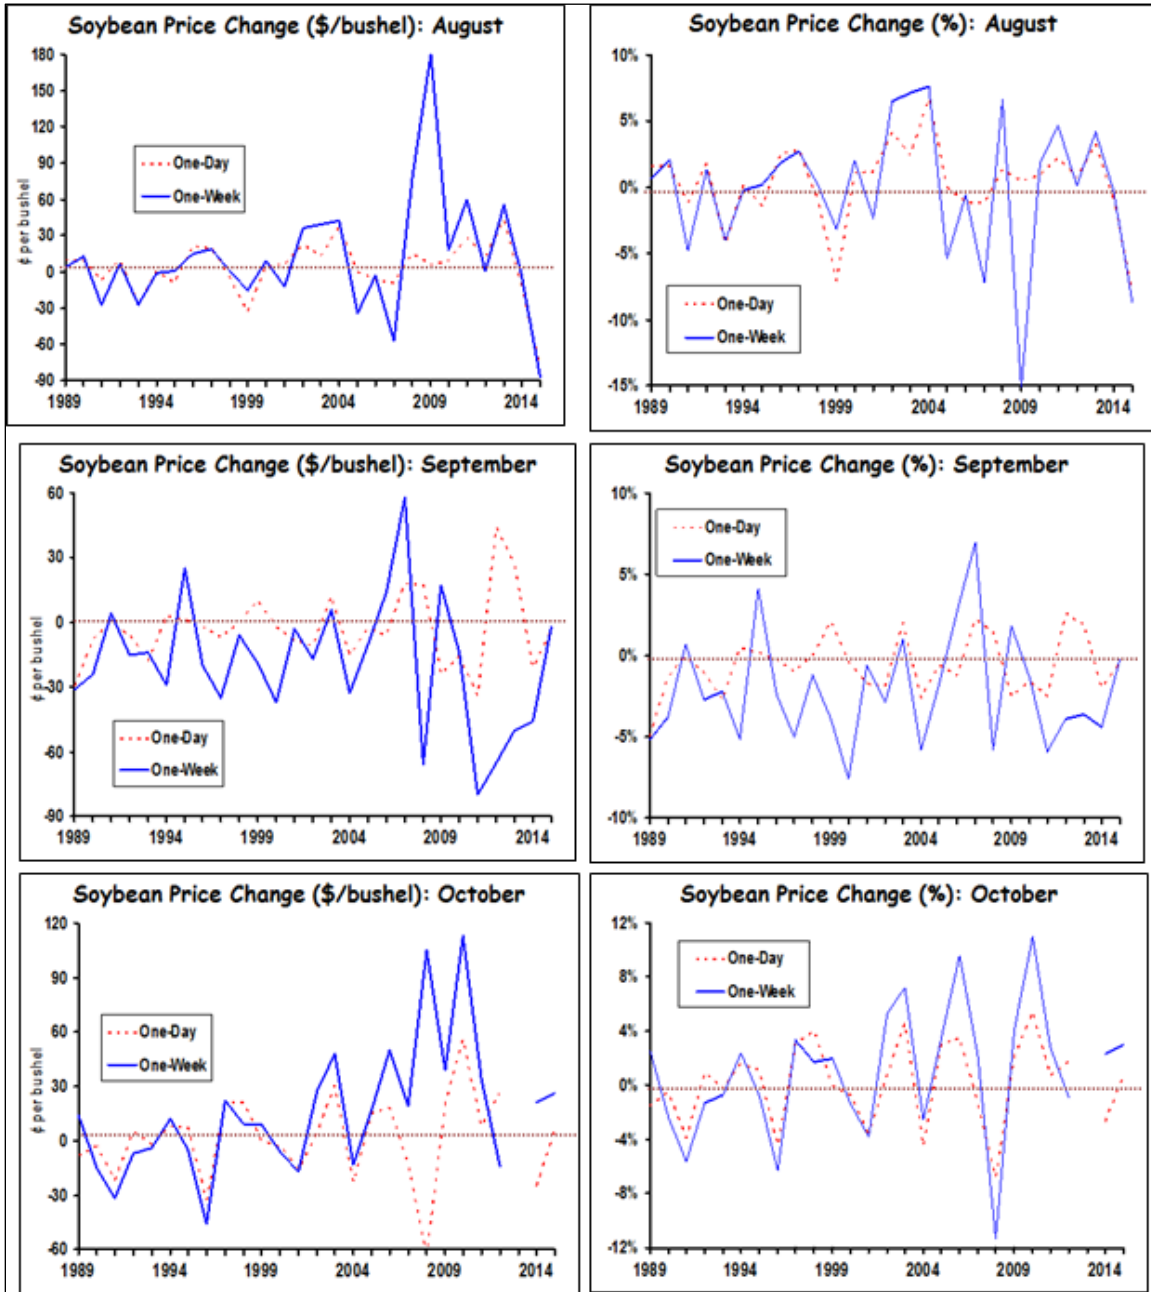 Soybean Price Change ($/bushel): August
180
150
120
90
60
30
0
-30
-60
-90
¢ per bushel
One-Day
One-Week
1989 1994 1999 2004 2009 2014
Soybean Price Change (%): August
10%
5%
0%
-5%
-10%
-15%
One-Day
One-Week
1989 1994 1999 2004 2009 2014
Soybean Price Change ($/bushel): September
60
30
0
-30
-60
-90
¢ per bushel
One-Day
One-Week
1989 1994 1999 2004 2009 2014
Soybean Price Change (%): September
10%
5%
0%
-5%
-10%
One-Day
One-Week
1989 1994 1999 2004 2009 2014
Soybean Price Change ($/bushel): October
120
90
60
30
0
-30
-60
¢ per bushel
One-Day
One-Week
1989 1994 1999 2004 2009 2014
Soybean Price Change (%): October
12%
8%
4%
0%
-4%
-8%
-12%
One-Day
One-Week
1989 1994 1999 2004 2009 2014